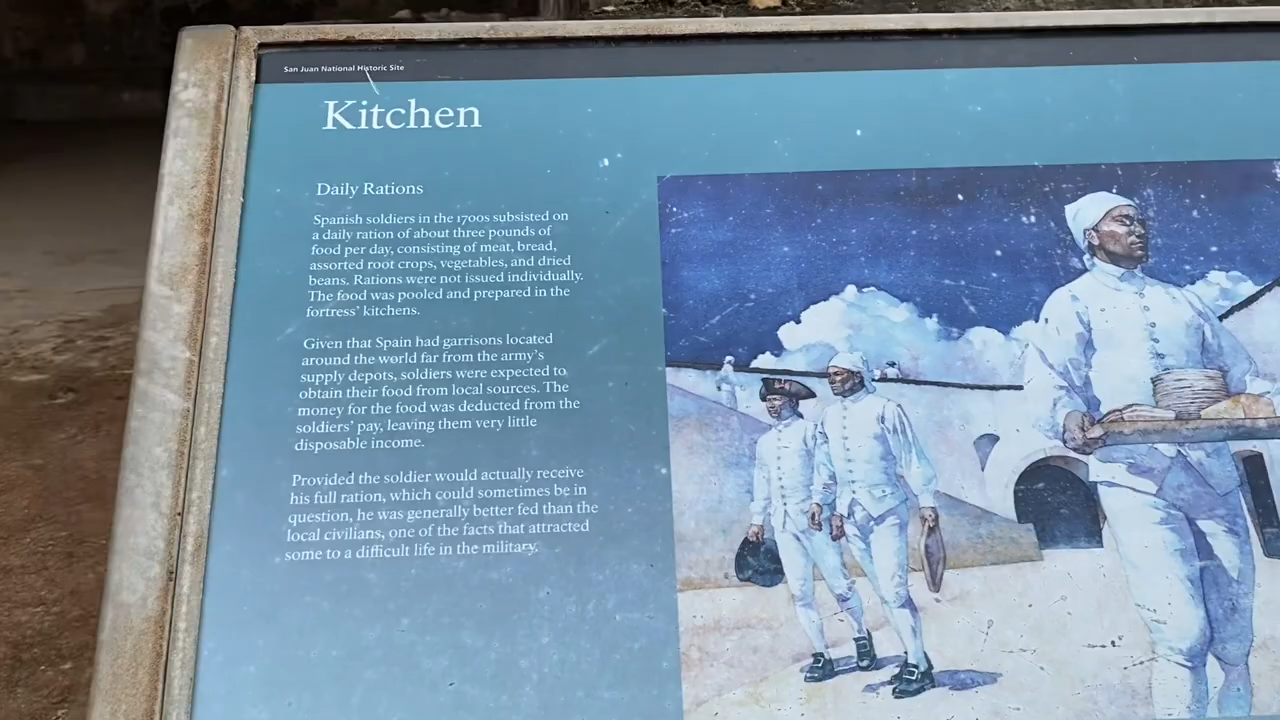 San Juan National Historic Site
Kitchen
Daily Rations
Spanish soldiers in the 1700s subsisted on
a daily ration of about three pounds of
food per day, consisting of meat, bread,
assorted root crops, vegetables, and dried
beans. Rations were not issued individually.
The food was pooled and prepared in the
fortress’ kitchens.
Given that Spain had garrisons located
around the world far from the army’s
supply depots, soldiers were expected to
obtain their food from local sources. The
money for the food was deducted from the
soldiers’ pay, leaving them very little
disposable income.
Provided the soldier would actually receive
his full ration, which could sometimes be in
question, he was generally better fed than the
local civilians, one of the facts that attracted
some to a difficult life in the military.